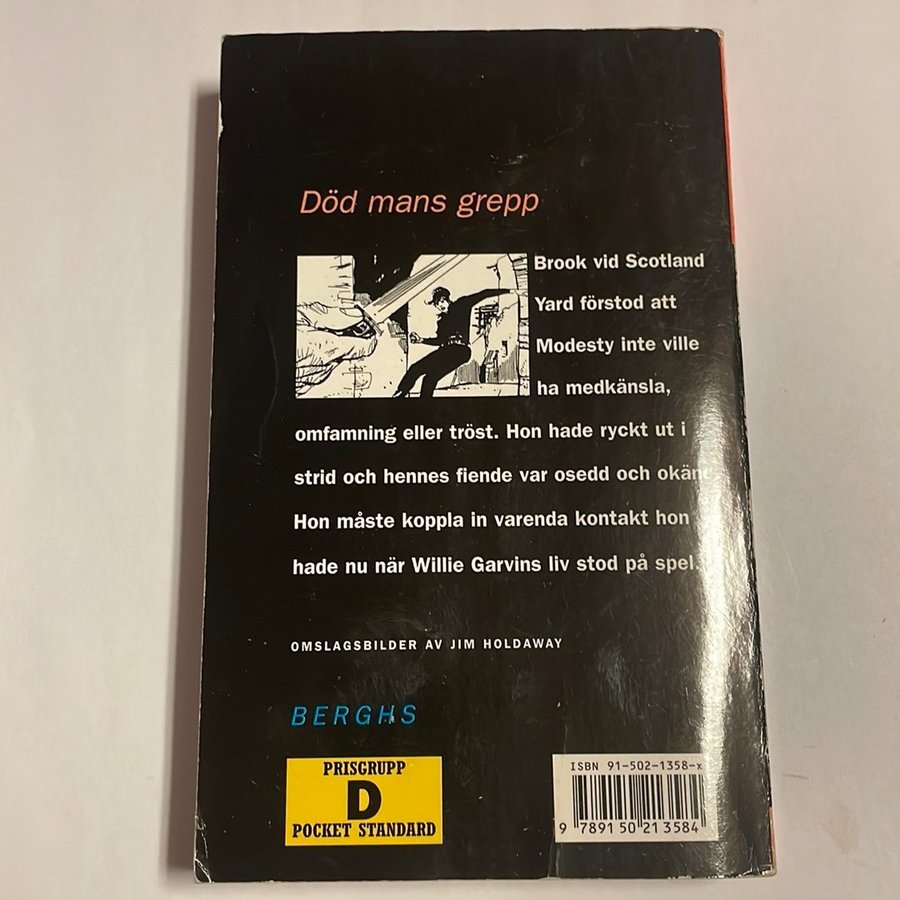 Död mans grepp
Brook vid Scotland
Yard förstod att
Modesty inte ville
ha medkänsla,
omfamning eller tröst. Hon hade ryckt ut i
strid och hennes fiende var osedd och okänd
Hon måste koppla in varenda kontakt hon
hade nu när Willie Garvins liv stod på spel.
OMSLAGSBILDER AV JIM HOLDAWAY
BERGHS
PRISGRUPP
D
POCKET STANDARD
ISBN 91-502-1358-x
9 789150 213584